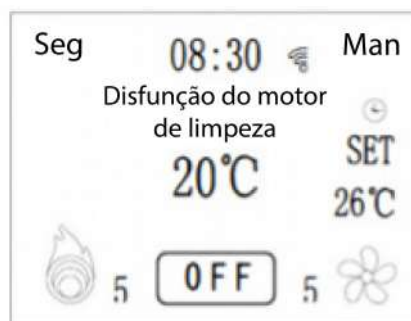 Seg 08:30 Man
Disfunção do motor
de limpeza
20℃
SET
26℃
5 OFF 5